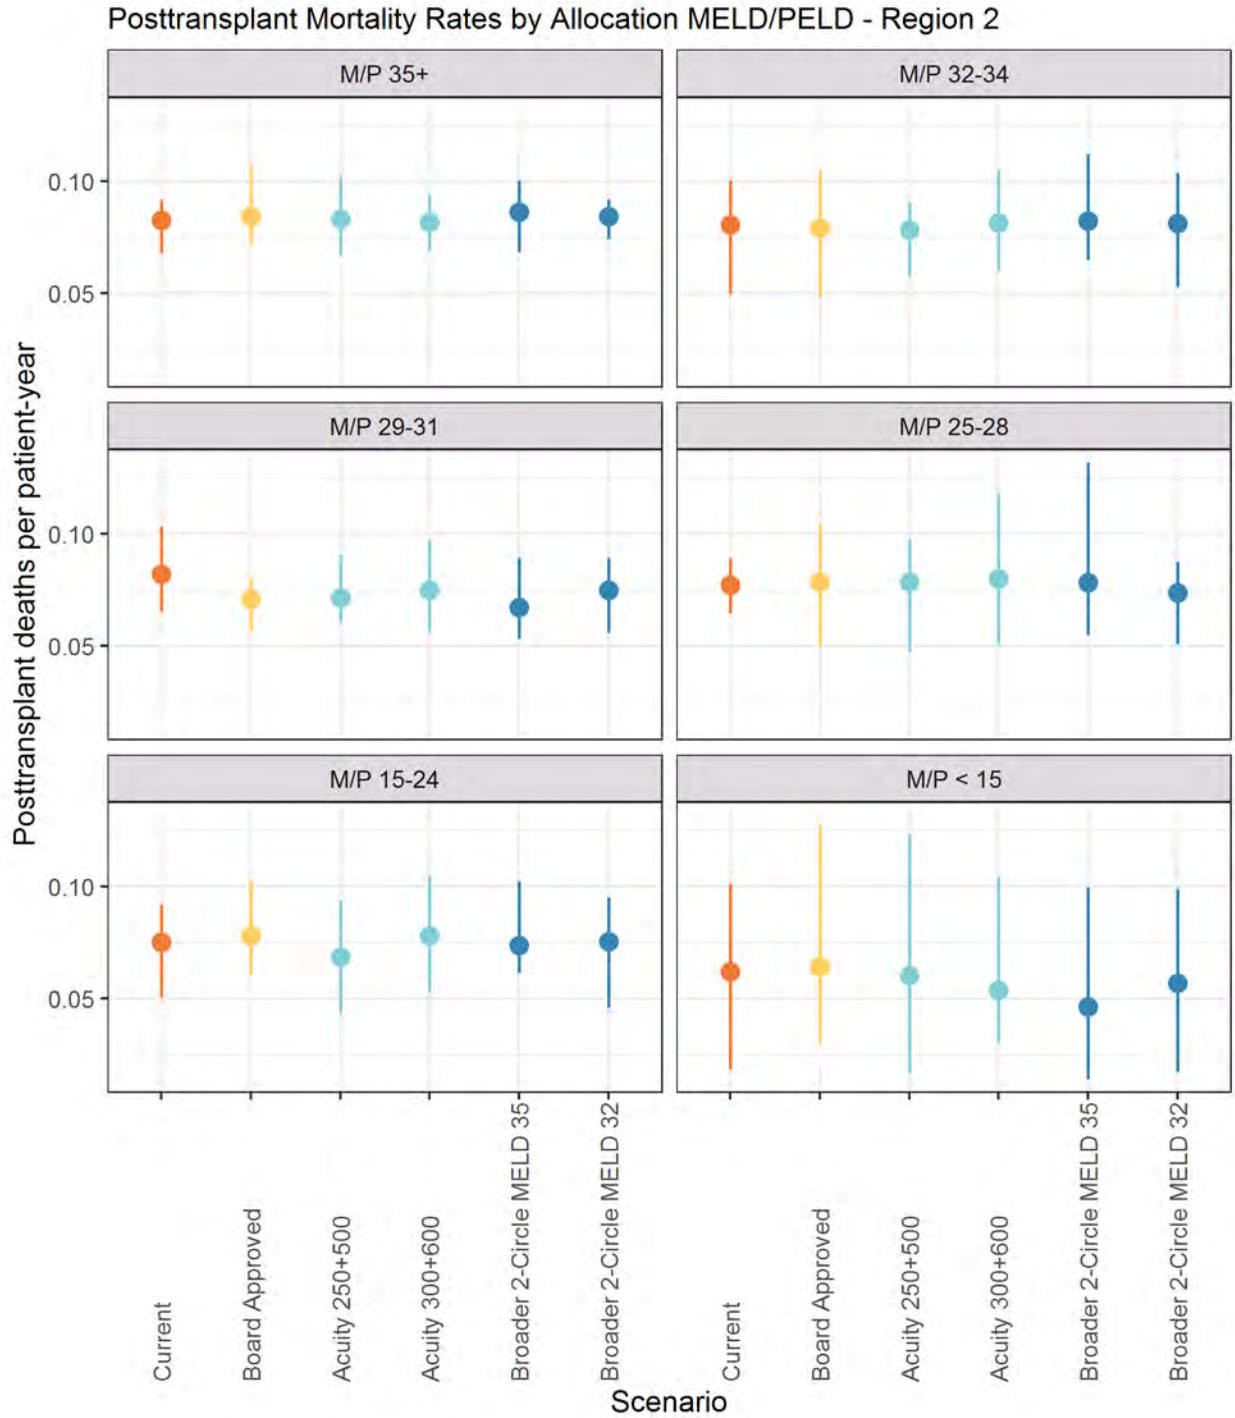 Posttransplant Mortality Rates by Allocation MELD/PELD - Region 2
M/P 35+
M/P 32-34
0.10
0.05
M/P 29-31
M/P 25-28
0.10
0.05
M/P 15-24
M/P < 15
0.10
0.05
Posttransplant deaths per patient-year
Current
Board Approved
Acuity 250+500
Acuity 300+600
Broader 2-Circle MELD 35
Broader 2-Circle MELD 32
Current
Board Approved
Acuity 250+500
Acuity 300+600
Broader 2-Circle MELD 35
Broader 2-Circle MELD 32
Scenario